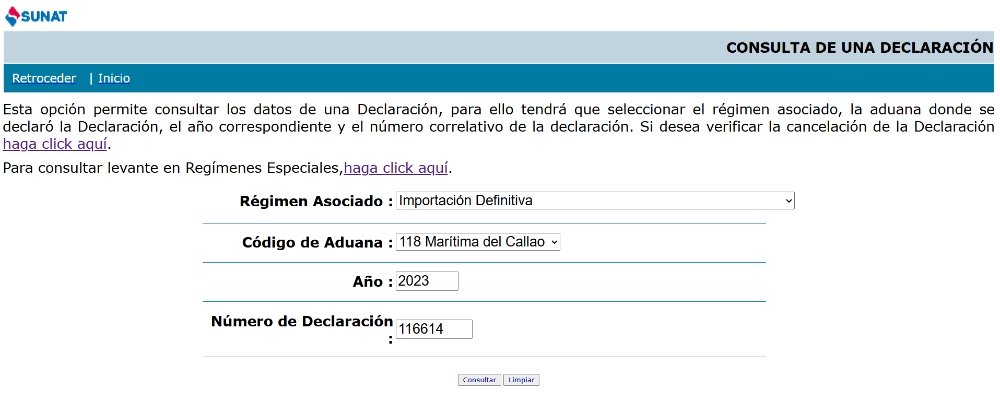 SUNAT
CONSULTA DE UNA DECLARACIÓN
Retroceder | Inicio
Esta opción permite consultar los datos de una Declaración, para ello tendrá que seleccionar el régimen asociado, la aduana donde se
declaró la Declaración, el año correspondiente y el número correlativo de la declaración. Si desea verificar la cancelación de la Declaración
haga click aquí.
Para consultar levante en Regímenes Especiales,haga click aquí.
Régimen Asociado : Importación Definitiva
Código de Aduana : 118 Marítima del Callao
Año : 2023
Número de Declaración
: 116614
Consultar Limpiar